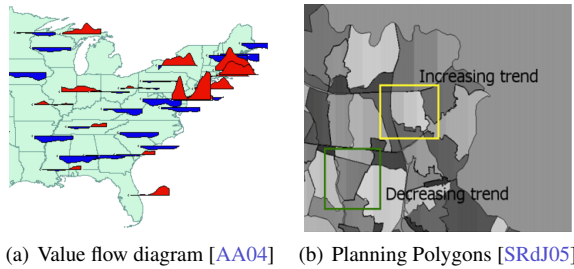 Increasing trend
Decreasing trend
(a) Value flow diagram [AA04]
(b) Planning Polygons [SRdJ05]